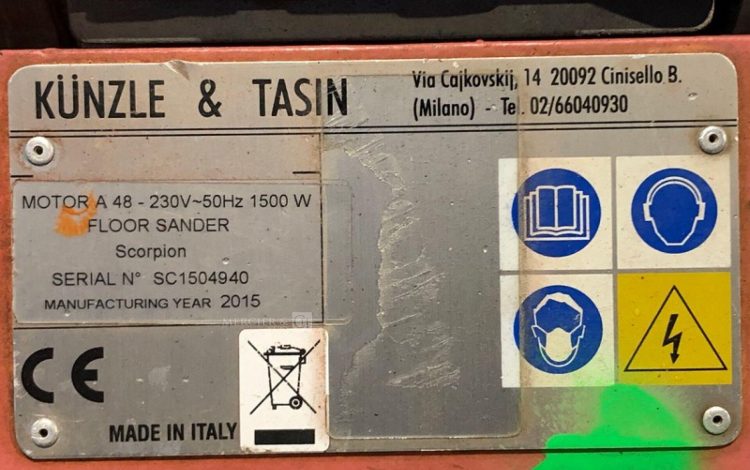 KÜNZLE & TASIN
Via Cajkovskij, 14 20092 Cinisello B.
(Milano) - Tel. 02/66040930
MOTOR A 48 - 230V~50Hz 1500 W
FLOOR SANDER
Scorpion
SERIAL N° SC1504940
MANUFACTURING YEAR 2015
CE
MADE IN ITALY